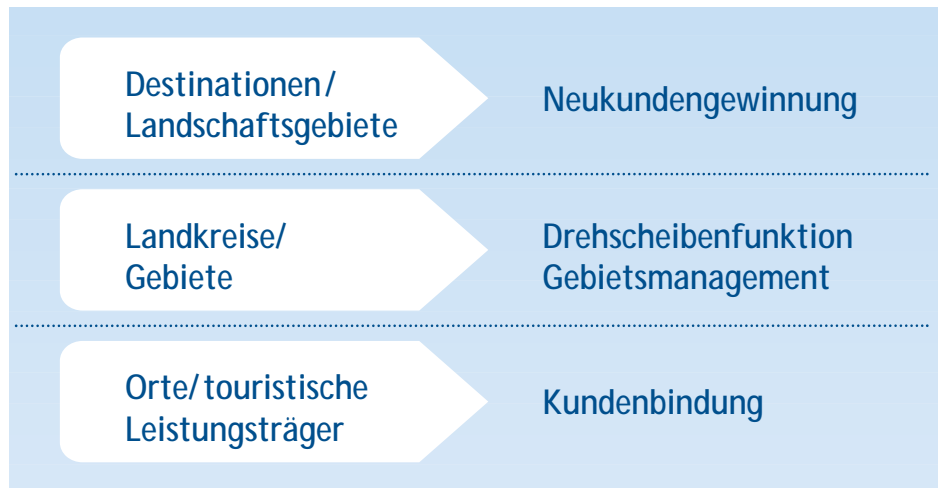 Destinationen/
Landschaftsgebiete
Neukundengewinnung
Landkreise/
Gebiete
Drehscheibenfunktion
Gebietsmanagement
Orte/touristische
Leistungsträger
Kundenbindung